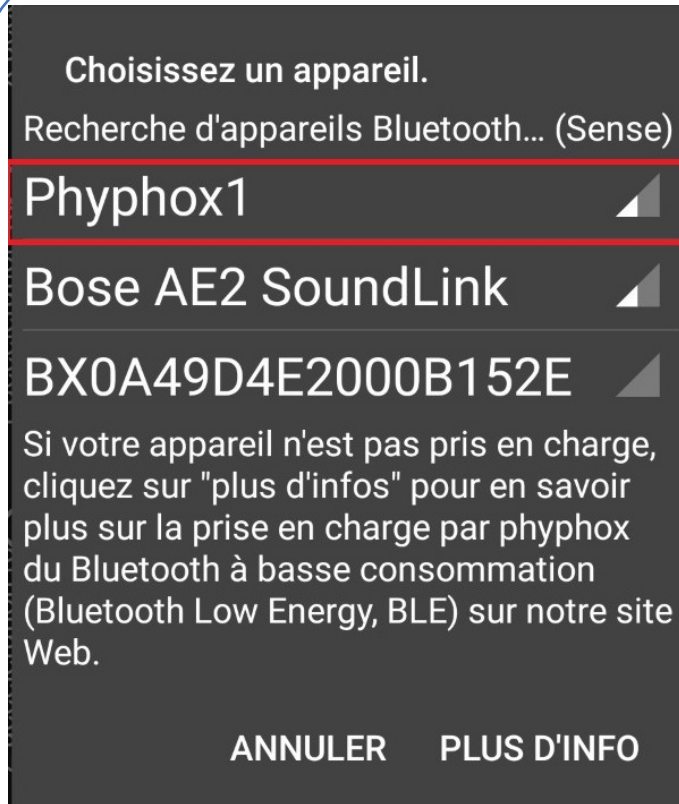 Choisissez un appareil.
Recherche d'appareils Bluetooth... (Sense)
Phyphox1
Bose AE2 SoundLink
BX0A49D4E2000B152E
Si votre appareil n'est pas pris en charge,
cliquez sur "plus d'infos" pour en savoir
plus sur la prise en charge par phyphox
du Bluetooth à basse consommation
(Bluetooth Low Energy, BLE) sur notre site
Web.
ANNULER PLUS D'INFO